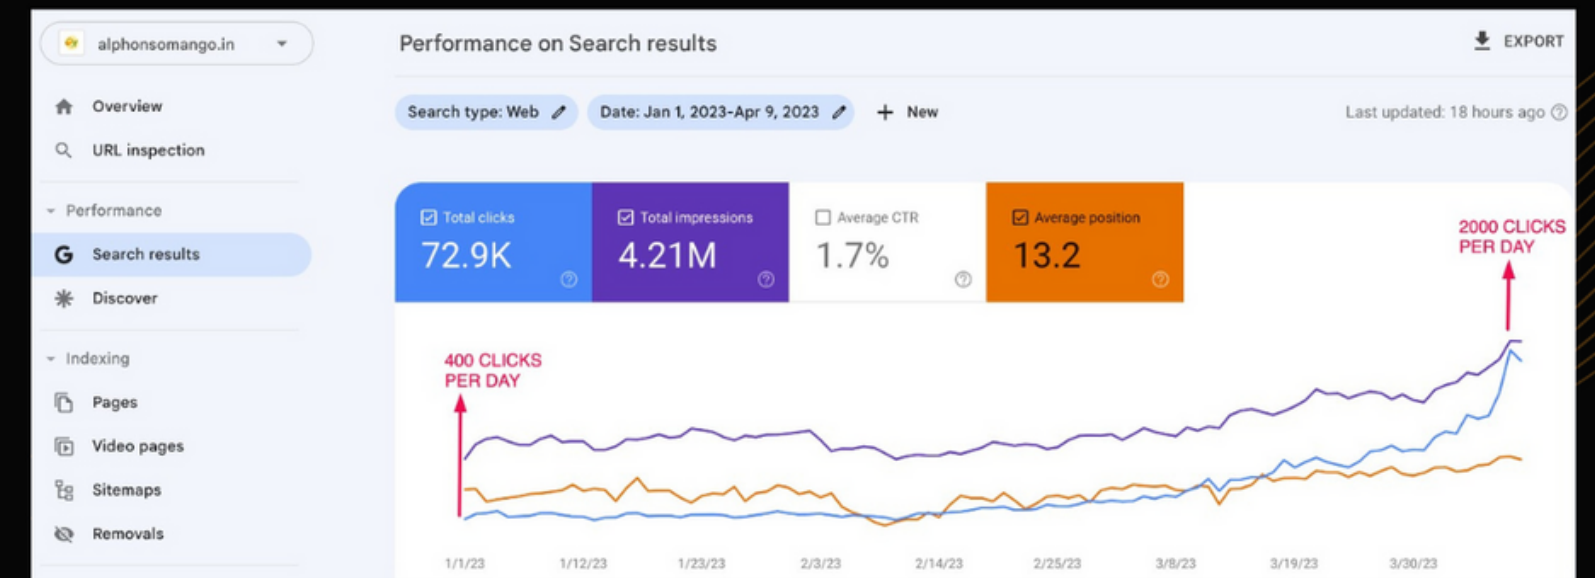 alphonsomango.in
Performance on Search results
EXPORT
Overview
URL inspection
Performance
Search results
Discover
Indexing
Pages
Video pages
Sitemaps
Removals
Search type: Web
Date: Jan 1, 2023-Apr 9, 2023
+ New
Last updated: 18 hours ago
Total clicks
72.9K
Total impressions
4.21M
Average CTR
1.7%
Average position
13.2
2000 CLICKS
PER DAY
400 CLICKS
PER DAY
1/1/23 1/12/23 1/23/23 2/3/23 2/14/23 2/25/23 3/8/23 3/19/23 3/30/23